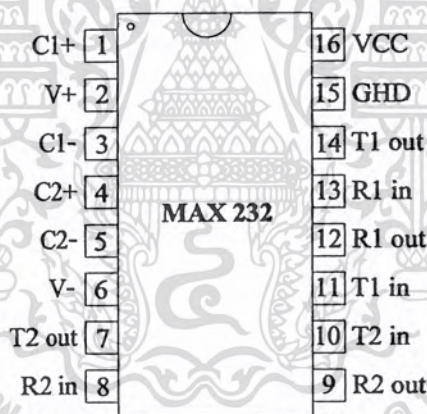 C1+ 1 16 VCC
V+ 2 15 GHD
C1- 3 14 T1 out
C2+ 4 13 R1 in
MAX 232
C2- 5 12 R1 out
V- 6 11 T1 in
T2 out 7 10 T2 in
R2 in 8 9 R2 out